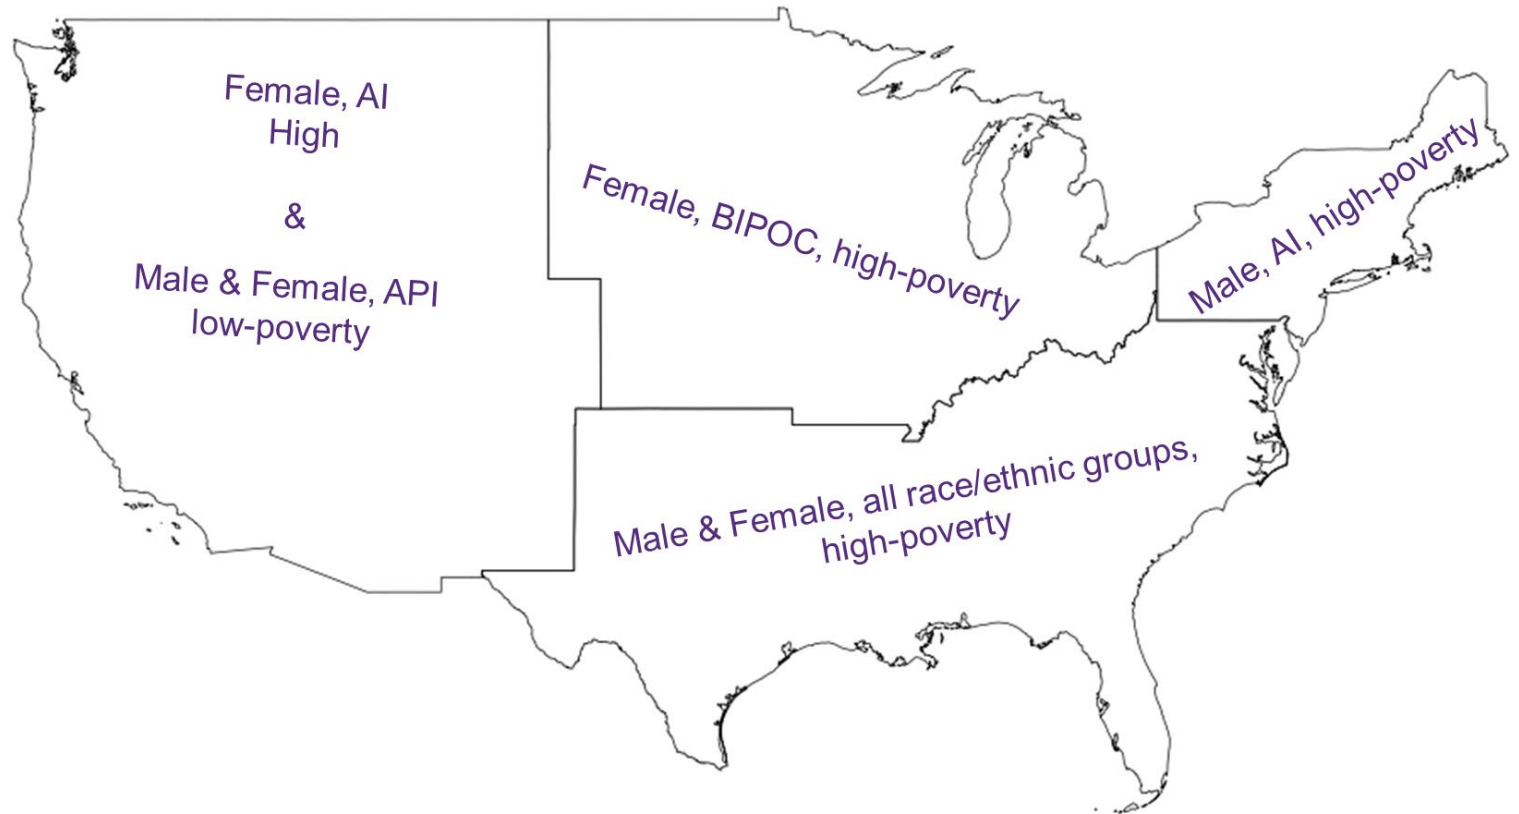 Female, AI
High
&
Male & Female, API
low-poverty
Female, BIPOC, high-poverty
Male, AI, high-poverty
Male & Female, all race/ethnic groups,
high-poverty